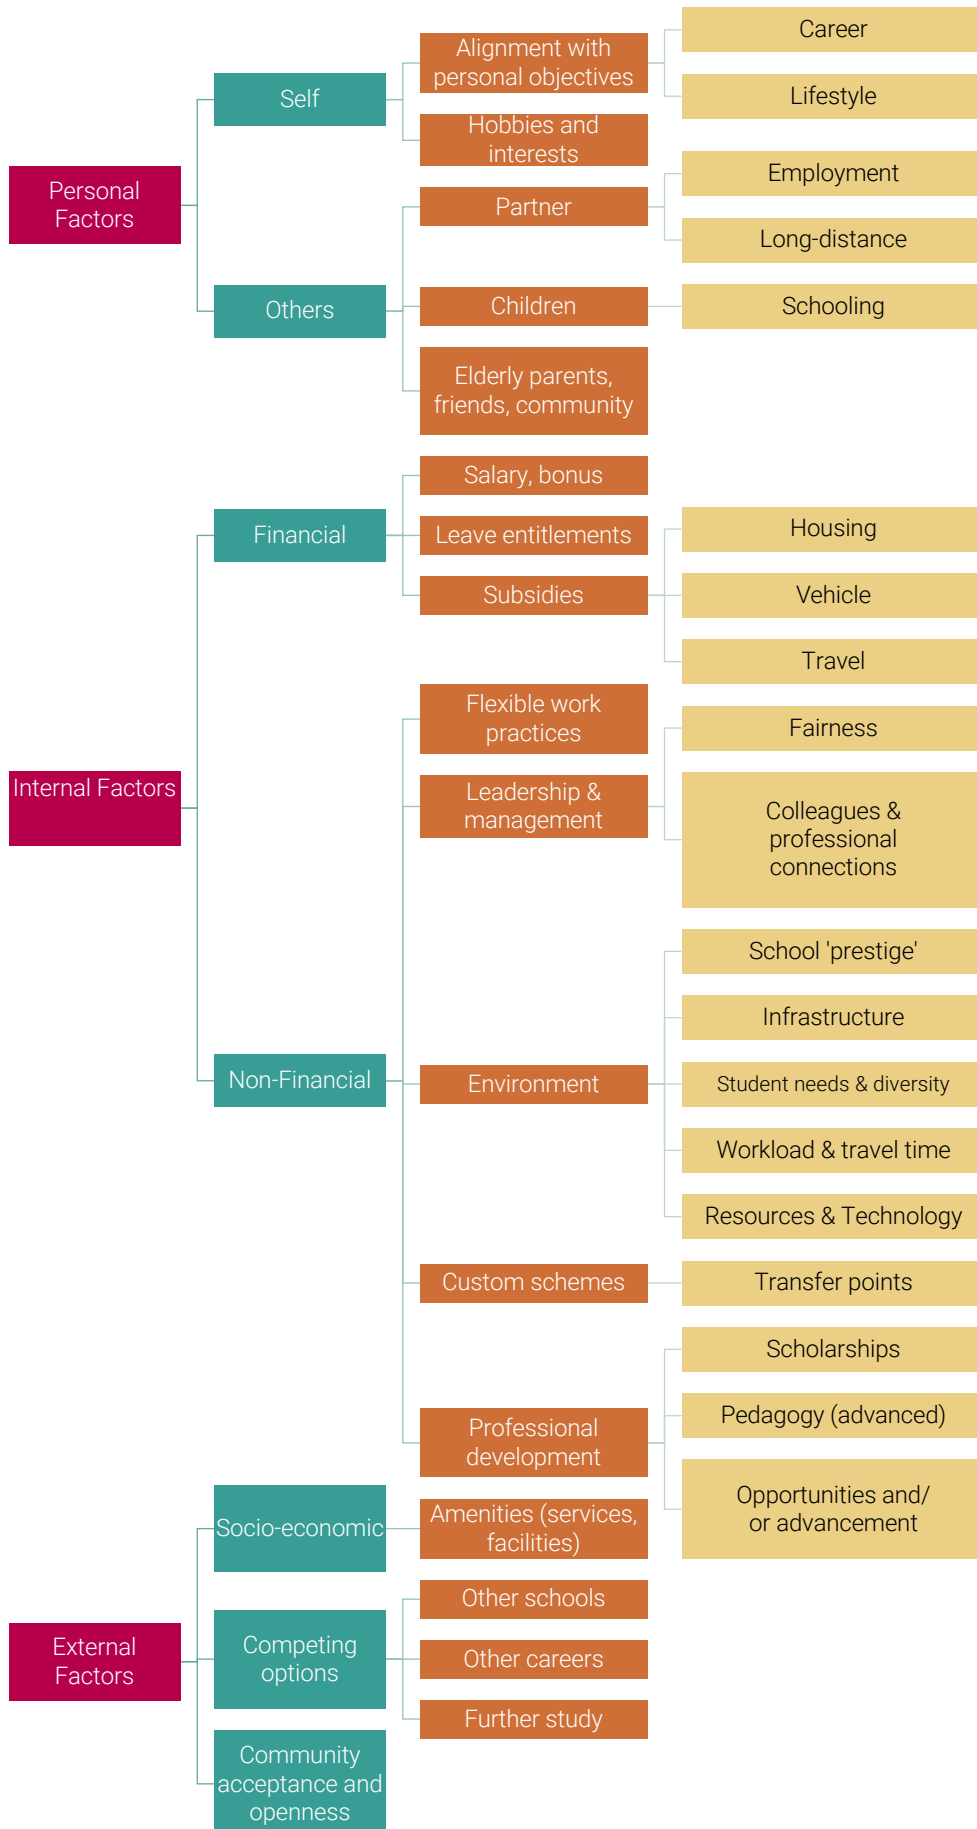 Personal
Factors
Self
Alignment with
personal objectives
Career
Lifestyle
Hobbies and
interests
Others
Partner
Employment
Long-distance
Children
Schooling
Elderly parents,
friends, community
Internal Factors
Financial
Salary, bonus
Leave entitlements
Subsidies
Housing
Vehicle
Travel
Non-Financial
Flexible work
practices
Leadership &
management
Fairness
Colleagues &
professional
connections
Environment
School 'prestige'
Infrastructure
Student needs & diversity
Workload & travel time
Resources & Technology
Custom schemes
Transfer points
Professional
development
Scholarships
Pedagogy (advanced)
Opportunities and/
or advancement
External
Factors
Socio-economic
Amenities (services,
facilities)
Competing
options
Other schools
Other careers
Further study
Community
acceptance and
openness